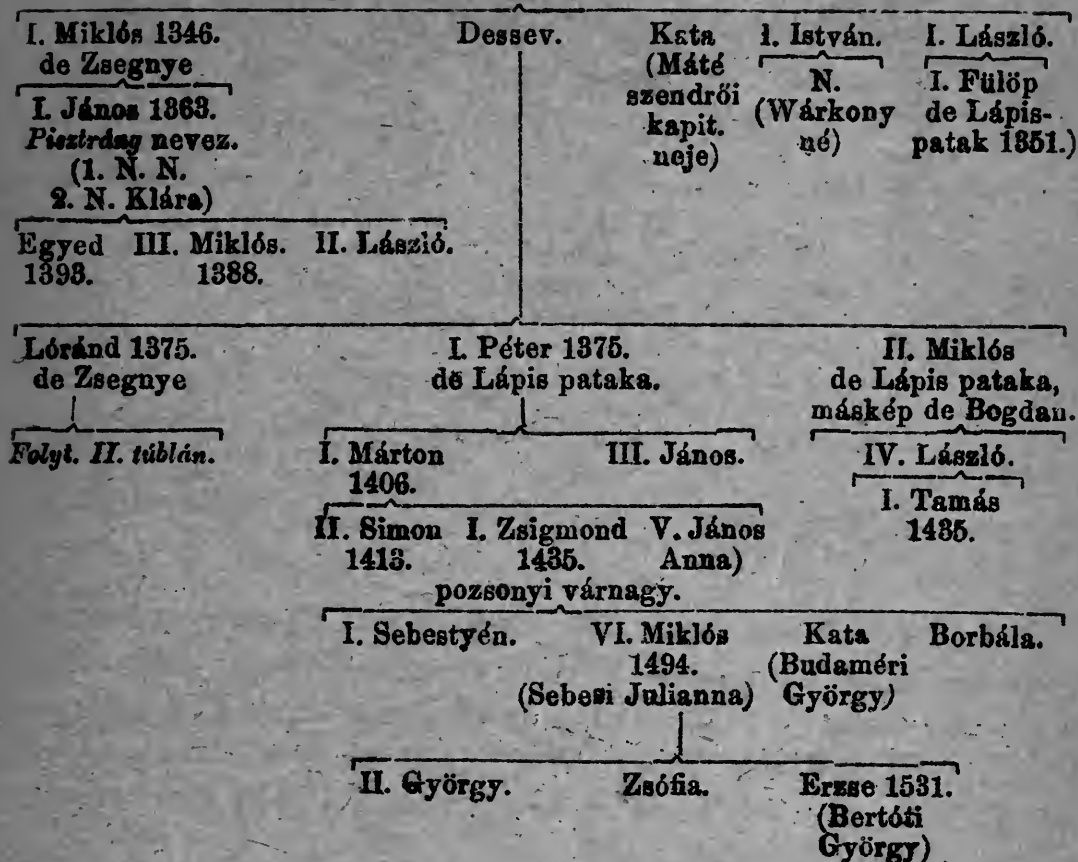 I. Miklós 1346. Dessev. Kata I. István. I. László.
de Zsegnye (Máté N. I. Fülöp
I. János 1363. szendrői (Wárkony de Lápis-
Pisztráng nevez. kapit. né) patak 1351.)
(1. N. N. neje)
2. N. Klára)
Egyed III. Miklós. II. László.
1393. 1388.
Lóránd 1375. I. Péter 1375. II. Miklós
de Zsegnye de Lápis pataka. de Lápis pataka,
máskép de Bogdan.
Folyt. II. táblán. I. Márton III. János. IV. László.
1406. I. Tamás
II. Simon I. Zsigmond V. János 1435.
1413. 1435. Anna)
pozsonyi várnagy.
I. Sebestyén. VI. Miklós Kata Borbála.
1494. (Budaméri
(Sebesi Julianna) György)
II. György. Zsófia. Erzse 1531.
(Bertóti
György)